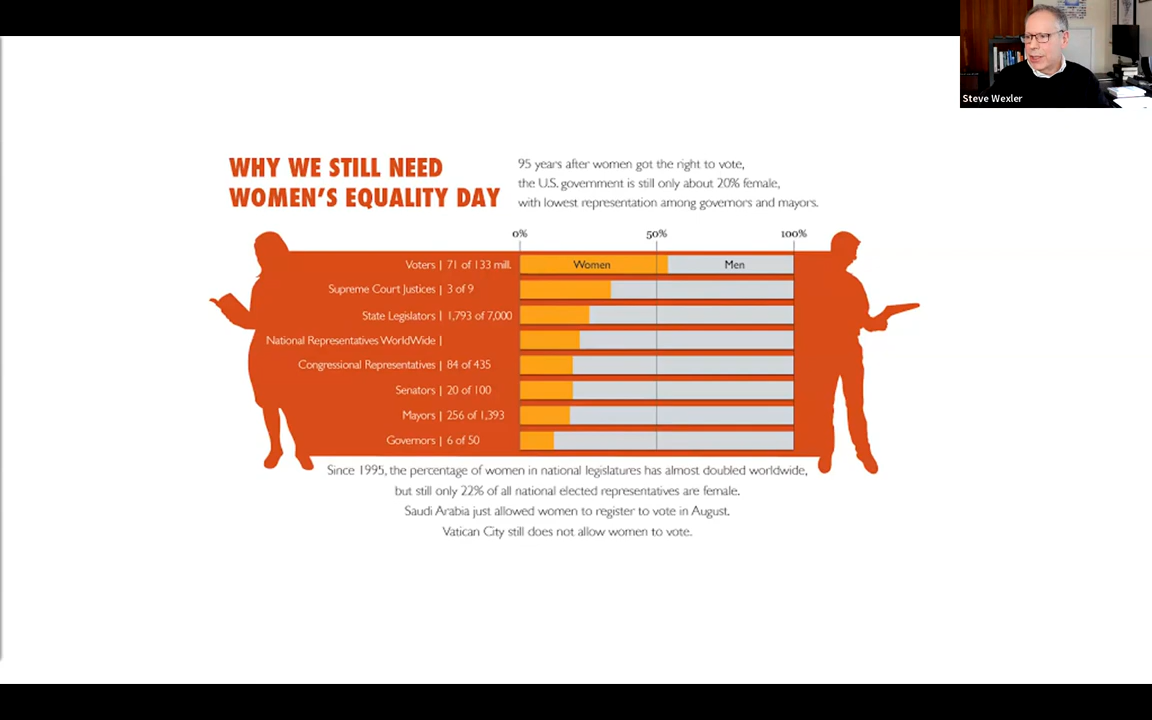 Steve Wexler
WHY WE STILL NEED
WOMEN'S EQUALITY DAY
95 years after women got the right to vote,
the U.S. government is still only about 20% female,
with lowest representation among governors and mayors.
0% 50% 100%
Voters | 71 of 133 mill. Women Men
Supreme Court Justices | 3 of 9
State Legislators | 1,793 of 7,000
National Representatives WorldWide |
Congressional Representatives | 84 of 435
Senators | 20 of 100
Mayors | 256 of 1,393
Governors | 6 of 50
Since 1995, the percentage of women in national legislatures has almost doubled worldwide,
but still only 22% of all national elected representatives are female.
Saudi Arabia just allowed women to register to vote in August.
Vatican City still does not allow women to vote.